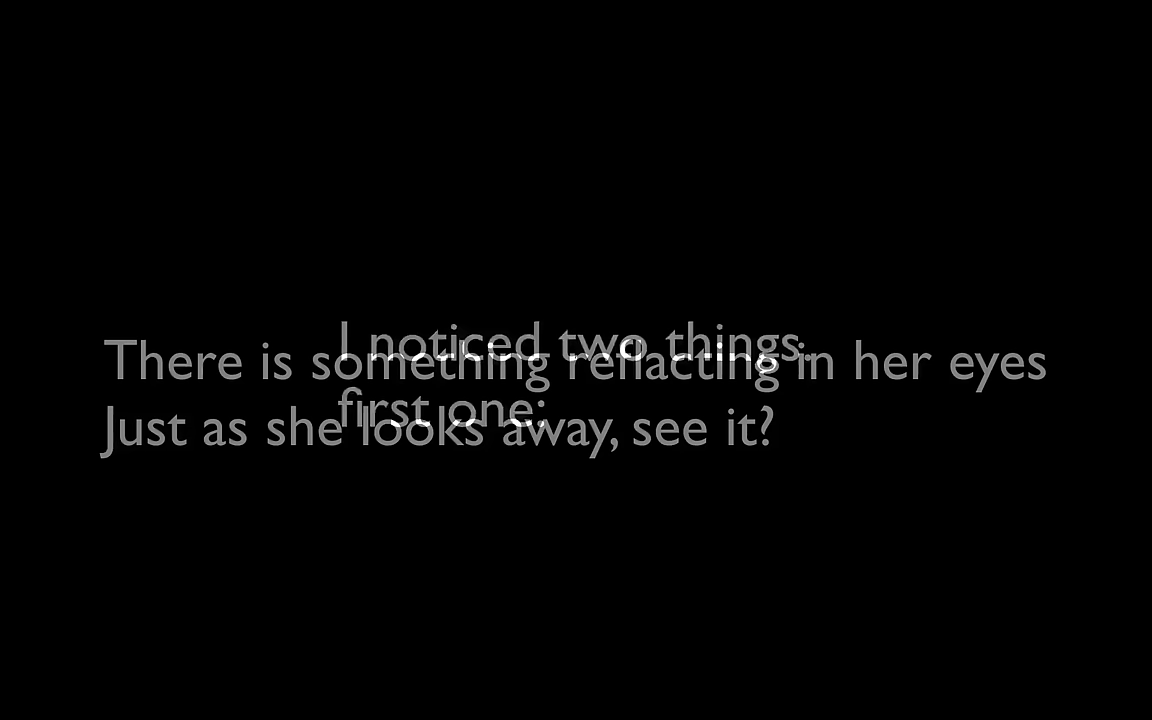 I noticed two things.
first one:
There is something reflacting in her eyes
Just as she looks away, see it?